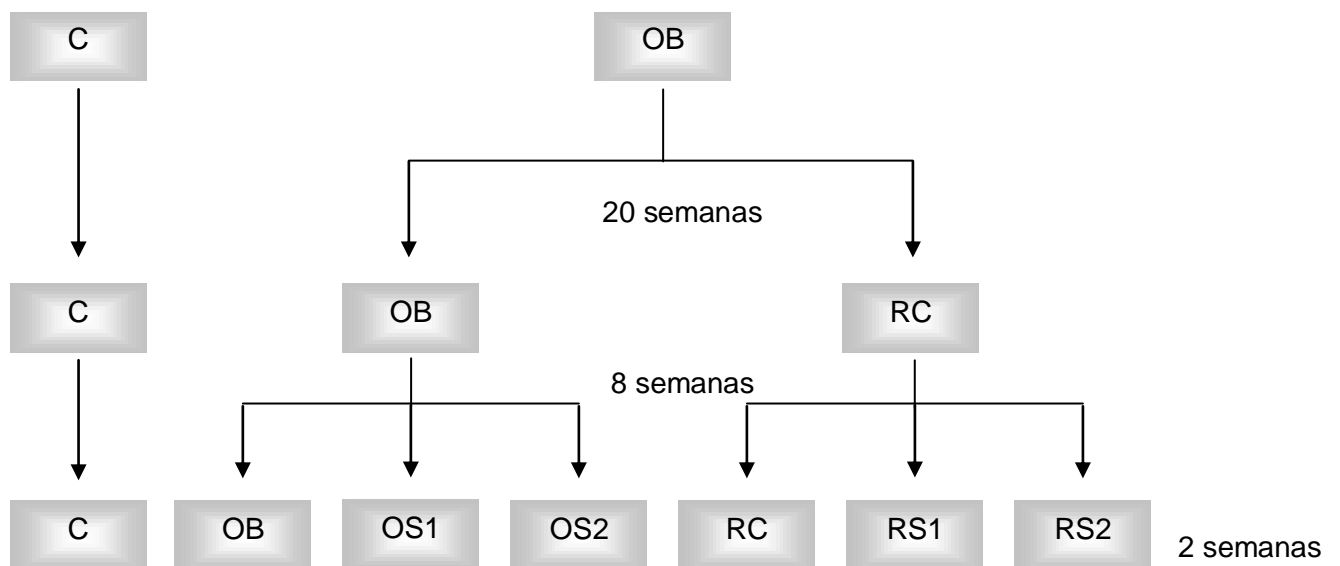 C
OB
20 semanas
C
OB
RC
8 semanas
C
OB
OS1
OS2
RC
RS1
RS2
2 semanas